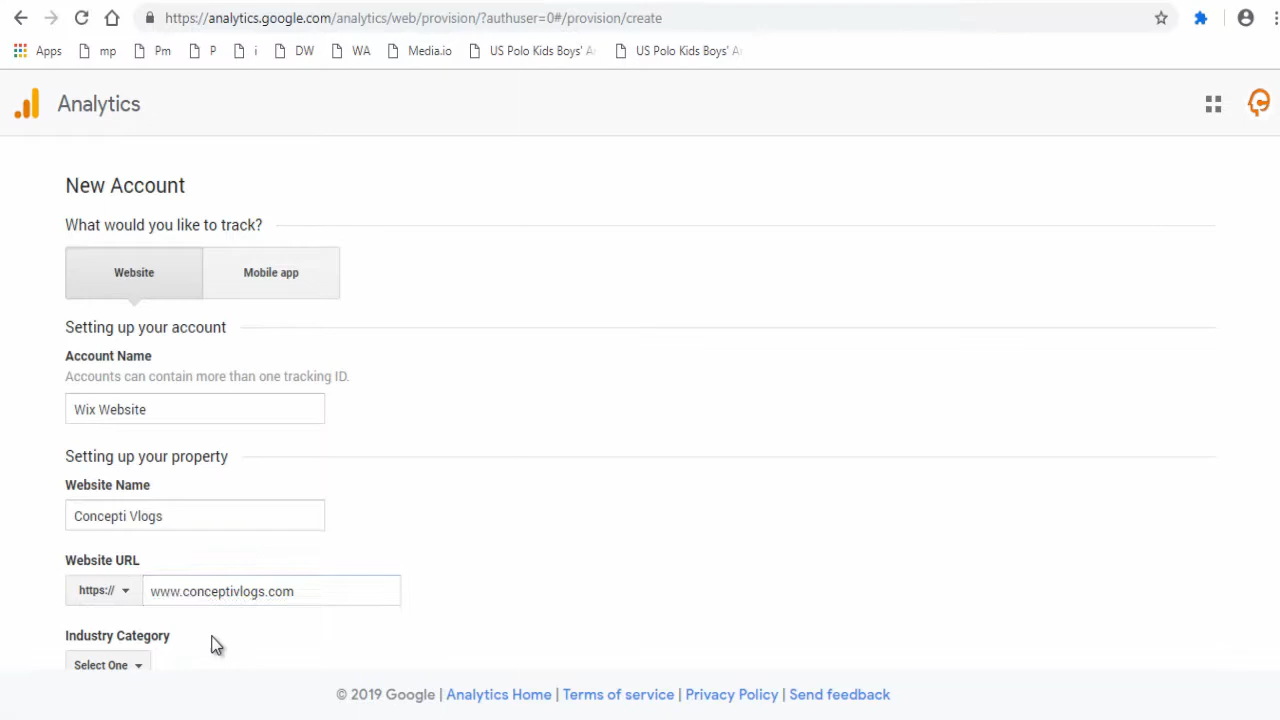 https://analytics.google.com/analytics/web/provision/?authuser=0#/provision/create
Apps mp Pm P i DW WA Media.io US Polo Kids Boys' A US Polo Kids Boys' A
Analytics
New Account
What would you like to track?
Website Mobile app
Setting up your account
Account Name
Accounts can contain more than one tracking ID.
Wix Website
Setting up your property
Website Name
Concepti Vlogs
Website URL
https:// www.conceptivlogs.com
Industry Category
Select One
© 2019 Google | Analytics Home | Terms of service | Privacy Policy | Send feedback